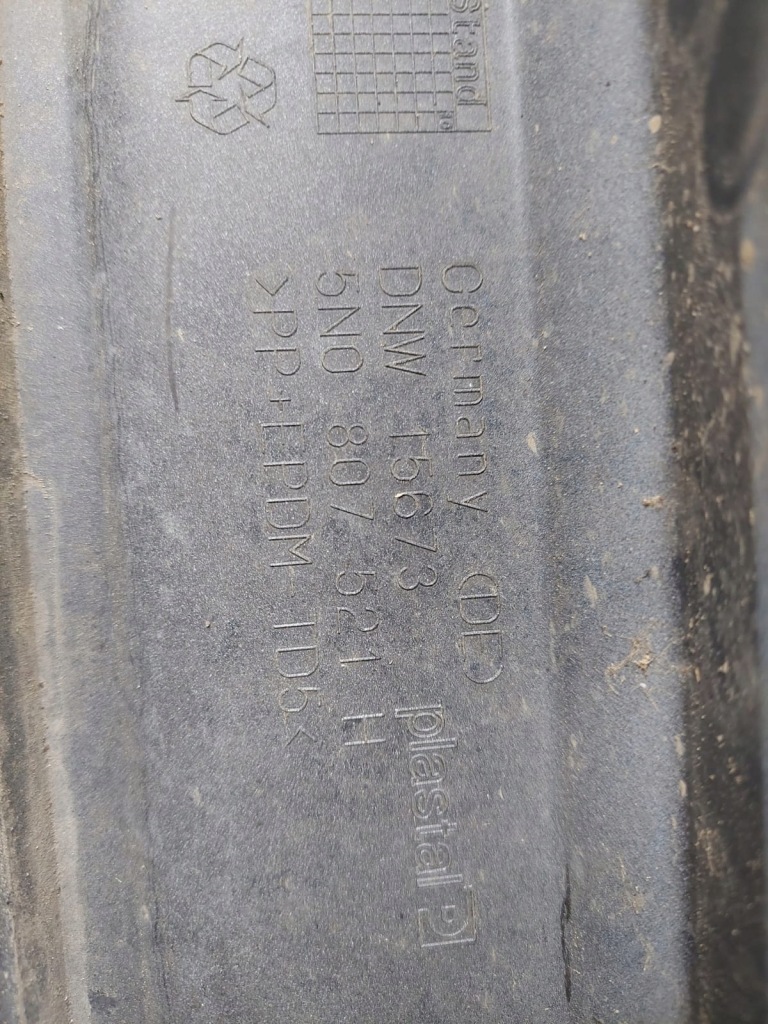 Stand
Germany
DNW 15673
5N0 807 521 H
>PP+EPDM-TD5<
plastal